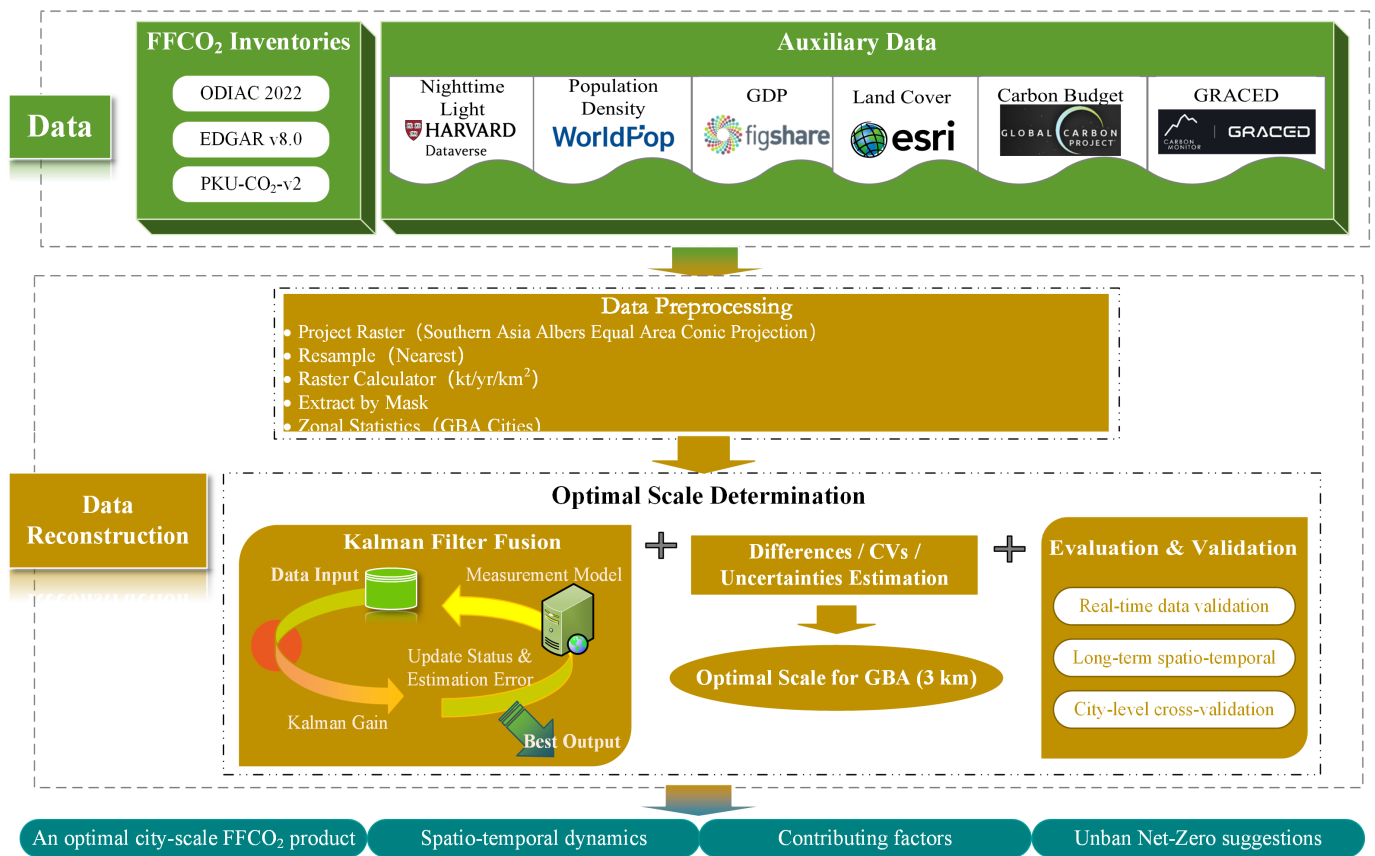 FFCO₂ Inventories
ODIAC 2022
EDGAR v8.0
PKU-CO₂-v2
Auxiliary Data
Nighttime
Light
HARVARD
Dataverse
Population
Density
WorldPop
GDP
figshare
Land Cover
esri
Carbon Budget
GLOBAL CARBON
PROJECT
GRACED
CARBON
MONITOR
GRACED
Data
Data Preprocessing
• Project Raster（Southern Asia Albers Equal Area Conic Projection）
• Resample（Nearest）
• Raster Calculator（kt/yr/km²）
• Extract by Mask
• Zonal Statistics（GBA Cities）
Data
Reconstruction
Optimal Scale Determination
Kalman Filter Fusion
Data Input
Measurement Model
Update Status &
Estimation Error
Kalman Gain
Best Output
Differences / CVs /
Uncertainties Estimation
Optimal Scale for GBA (3 km)
Evaluation & Validation
Real-time data validation
Long-term spatio-temporal
City-level cross-validation
An optimal city-scale FFCO₂ product
Spatio-temporal dynamics
Contributing factors
Unban Net-Zero suggestions